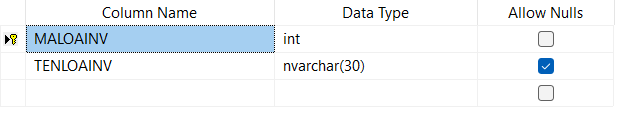 Column Name Data Type Allow Nulls
MALOAINV int
TENLOAINV nvarchar(30)